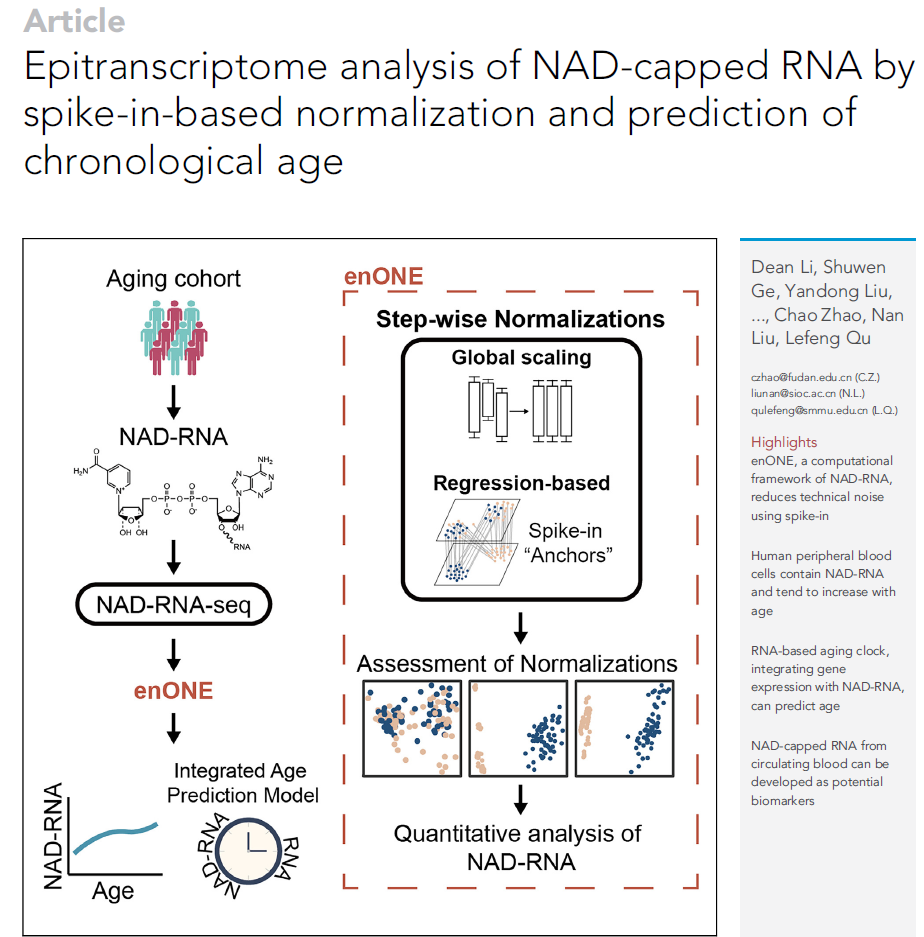 Article
Epitranscriptome analysis of NAD-capped RNA by
spike-in-based normalization and prediction of
chronological age
Aging cohort
NAD-RNA
O
H₂N
N⁺
O
OH OH
O
O
P
O⁻
O
O
P
O⁻
O
NH₂
N
N
N
N
O
O OH
RNA
NAD-RNA-seq
enONE
NAD-RNA
Age
Integrated Age
Prediction Model
NAD-RNA
RNA
NAD-RNA
enONE
Step-wise Normalizations
Global scaling
Regression-based
Spike-in
“Anchors”
Assessment of Normalizations
Quantitative analysis of
NAD-RNA
Dean Li, Shuwen
Ge, Yandong Liu,
..., Chao Zhao, Nan
Liu, Lefeng Qu
czhao@fudan.edu.cn (C.Z.)
liunan@sioc.ac.cn (N.L.)
qulefeng@smmu.edu.cn (L.Q.)
Highlights
enONE, a computational
framework of NAD-RNA,
reduces technical noise
using spike-in
Human peripheral blood
cells contain NAD-RNA
and tend to increase with
age
RNA-based aging clock,
integrating gene
expression with NAD-RNA,
can predict age
NAD-capped RNA from
circulating blood can be
developed as potential
biomarkers